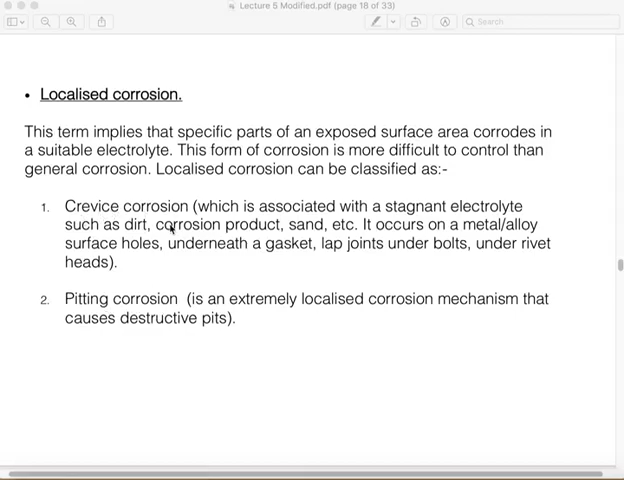 Lecture 5 Modified.pdf (page 18 of 33)
Search
• Localised corrosion.
This term implies that specific parts of an exposed surface area corrodes in
a suitable electrolyte. This form of corrosion is more difficult to control than
general corrosion. Localised corrosion can be classified as:-
1. Crevice corrosion (which is associated with a stagnant electrolyte
such as dirt, corrosion product, sand, etc. It occurs on a metal/alloy
surface holes, underneath a gasket, lap joints under bolts, under rivet
heads).
2. Pitting corrosion (is an extremely localised corrosion mechanism that
causes destructive pits).